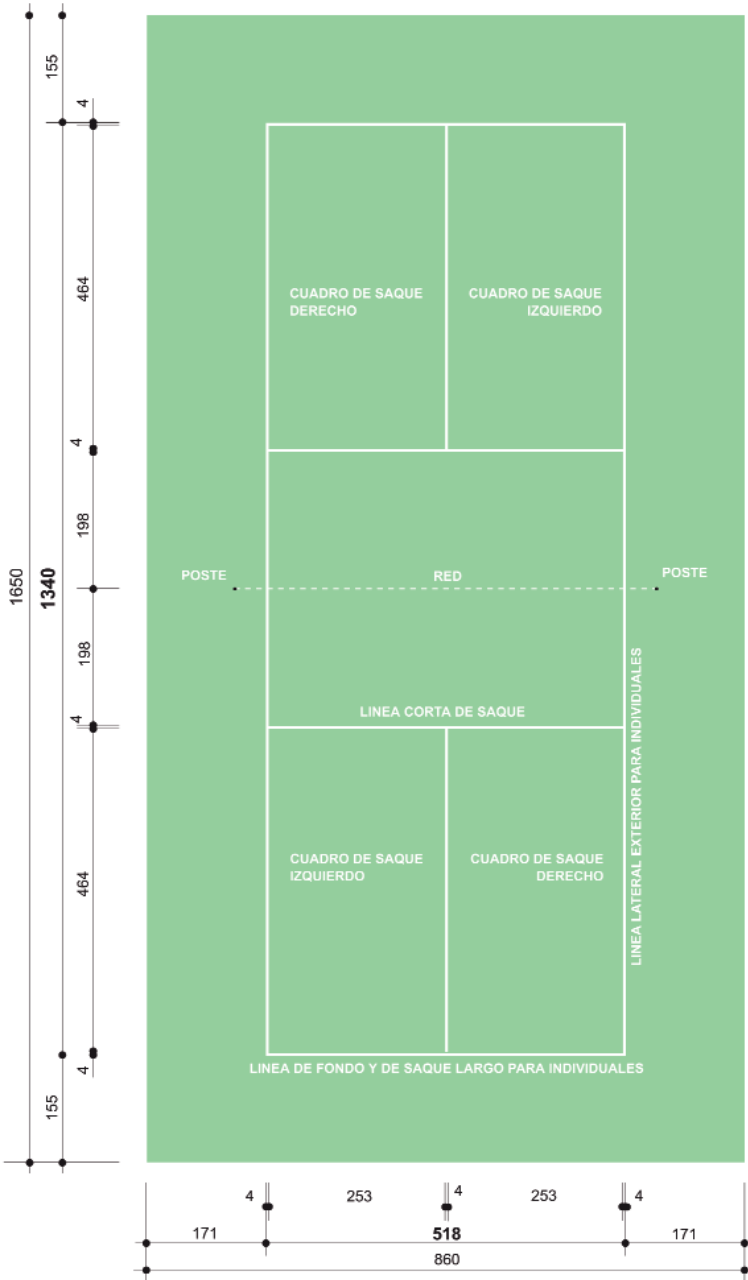 155
4
464
CUADRO DE SAQUE
DERECHO
CUADRO DE SAQUE
IZQUIERDO
4
198
1650
1340
POSTE
RED
POSTE
198
4
LINEA CORTA DE SAQUE
LINEA LATERAL EXTERIOR PARA INDIVIDUALES
464
CUADRO DE SAQUE
IZQUIERDO
CUADRO DE SAQUE
DERECHO
4
LINEA DE FONDO Y DE SAQUE LARGO PARA INDIVIDUALES
155
4
253
4
253
4
171
518
171
860